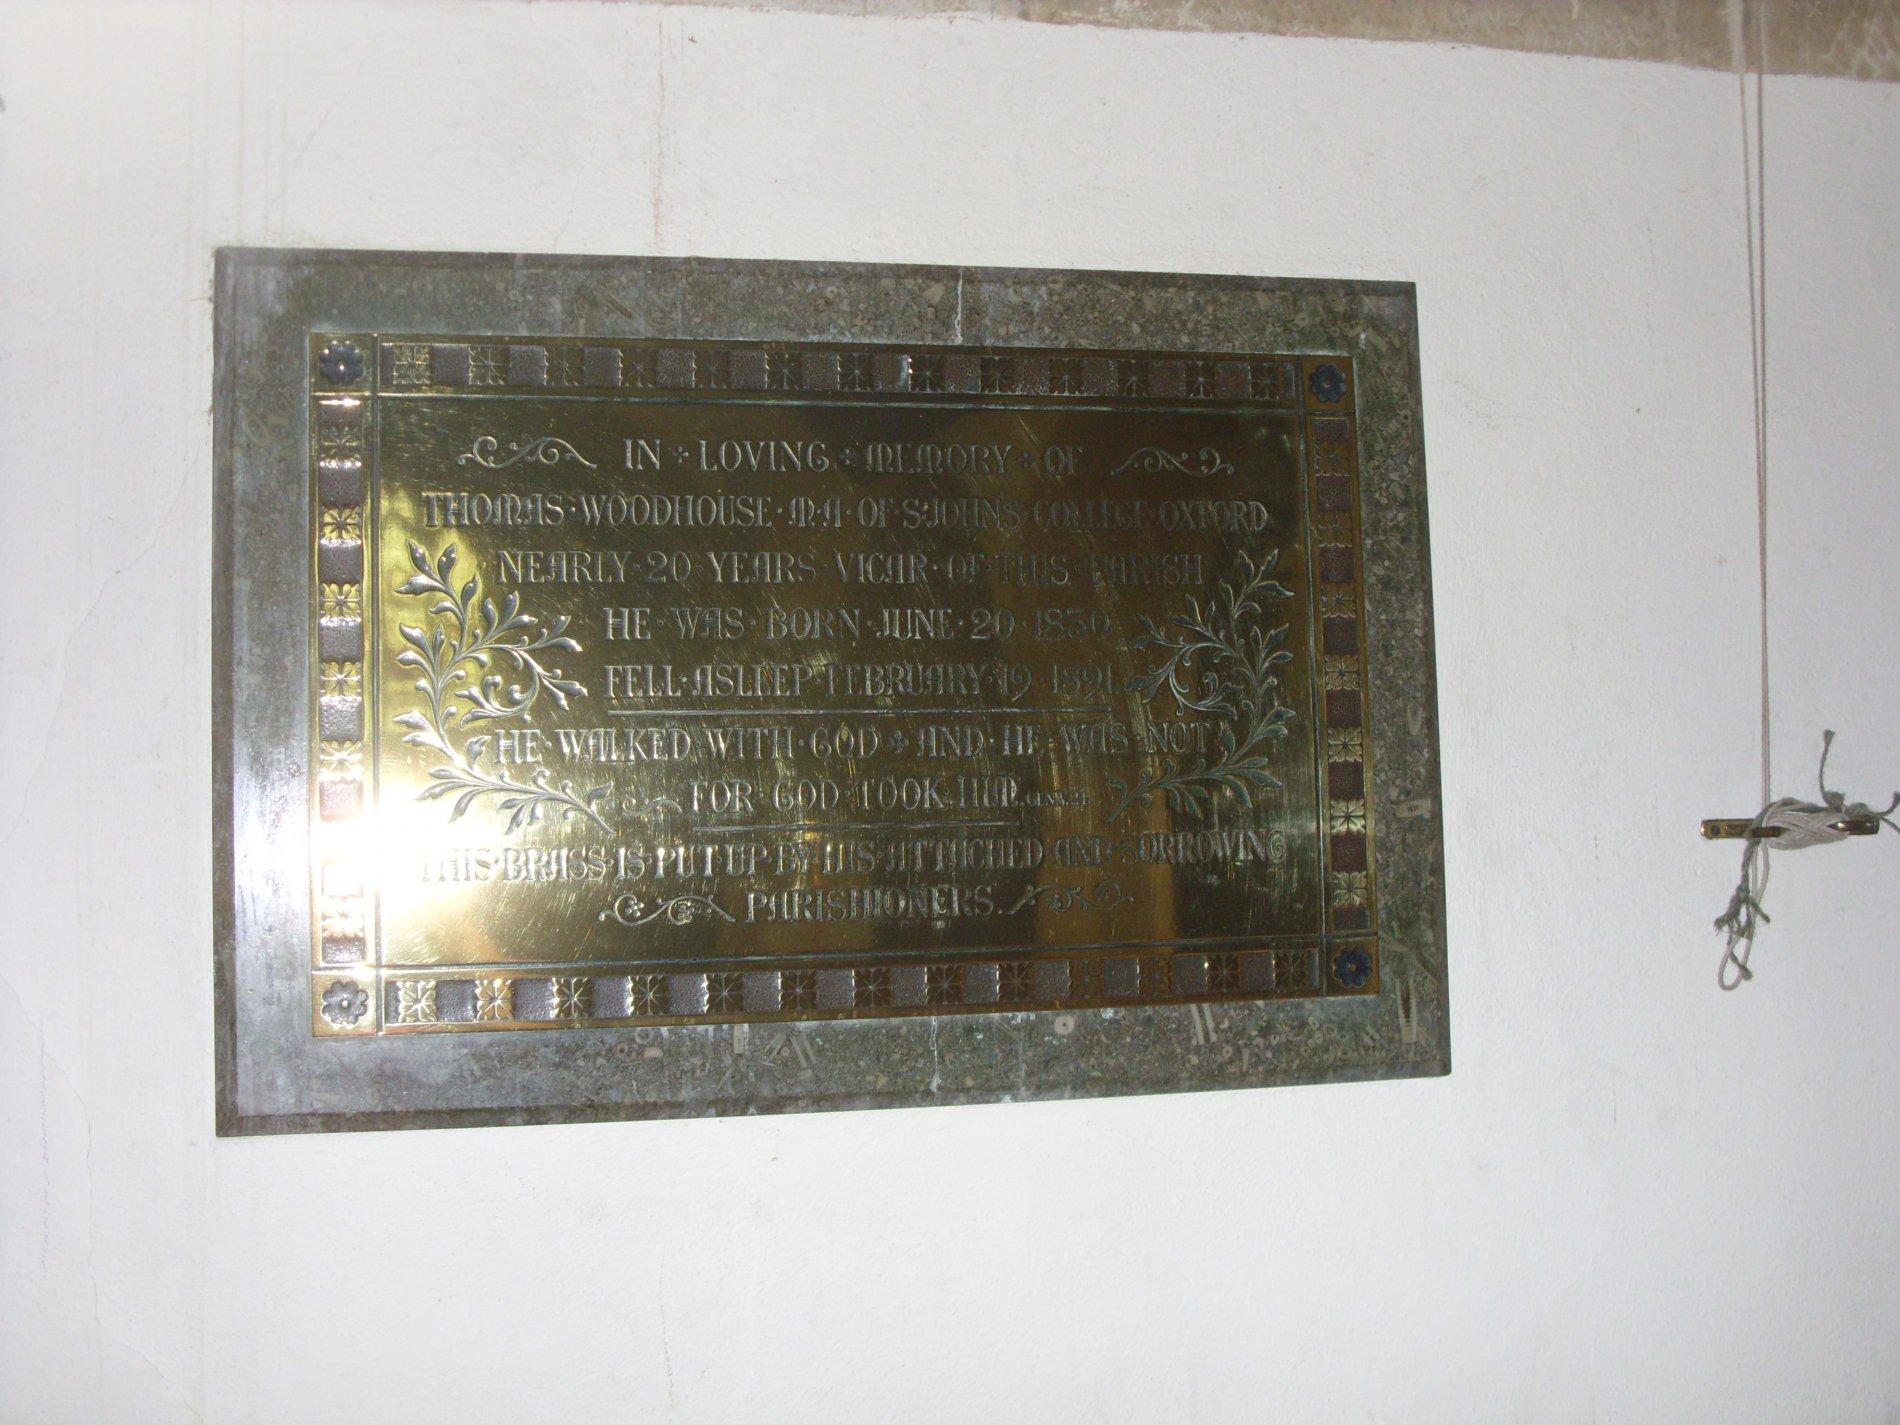 IN · LOVING · MEMORY · OF
THOMAS · WOODHOUSE · M · A · OF · ST JOHNS · COLLEGE · OXFORD
NEARLY · 20 YEARS · VICAR · OF · THIS · PARISH
HE · WAS · BORN · JUNE · 20 · 1830
FELL · ASLEEP · FEBRUARY · 19 · 1891
HE · WALKED · WITH · GOD · AND · HE · WAS · NOT
FOR · GOD · TOOK · HIM.
THIS · BRASS · IS · PUT · UP · BY · HIS · ATTACHED · AND · SORROWING
PARISHIONERS.